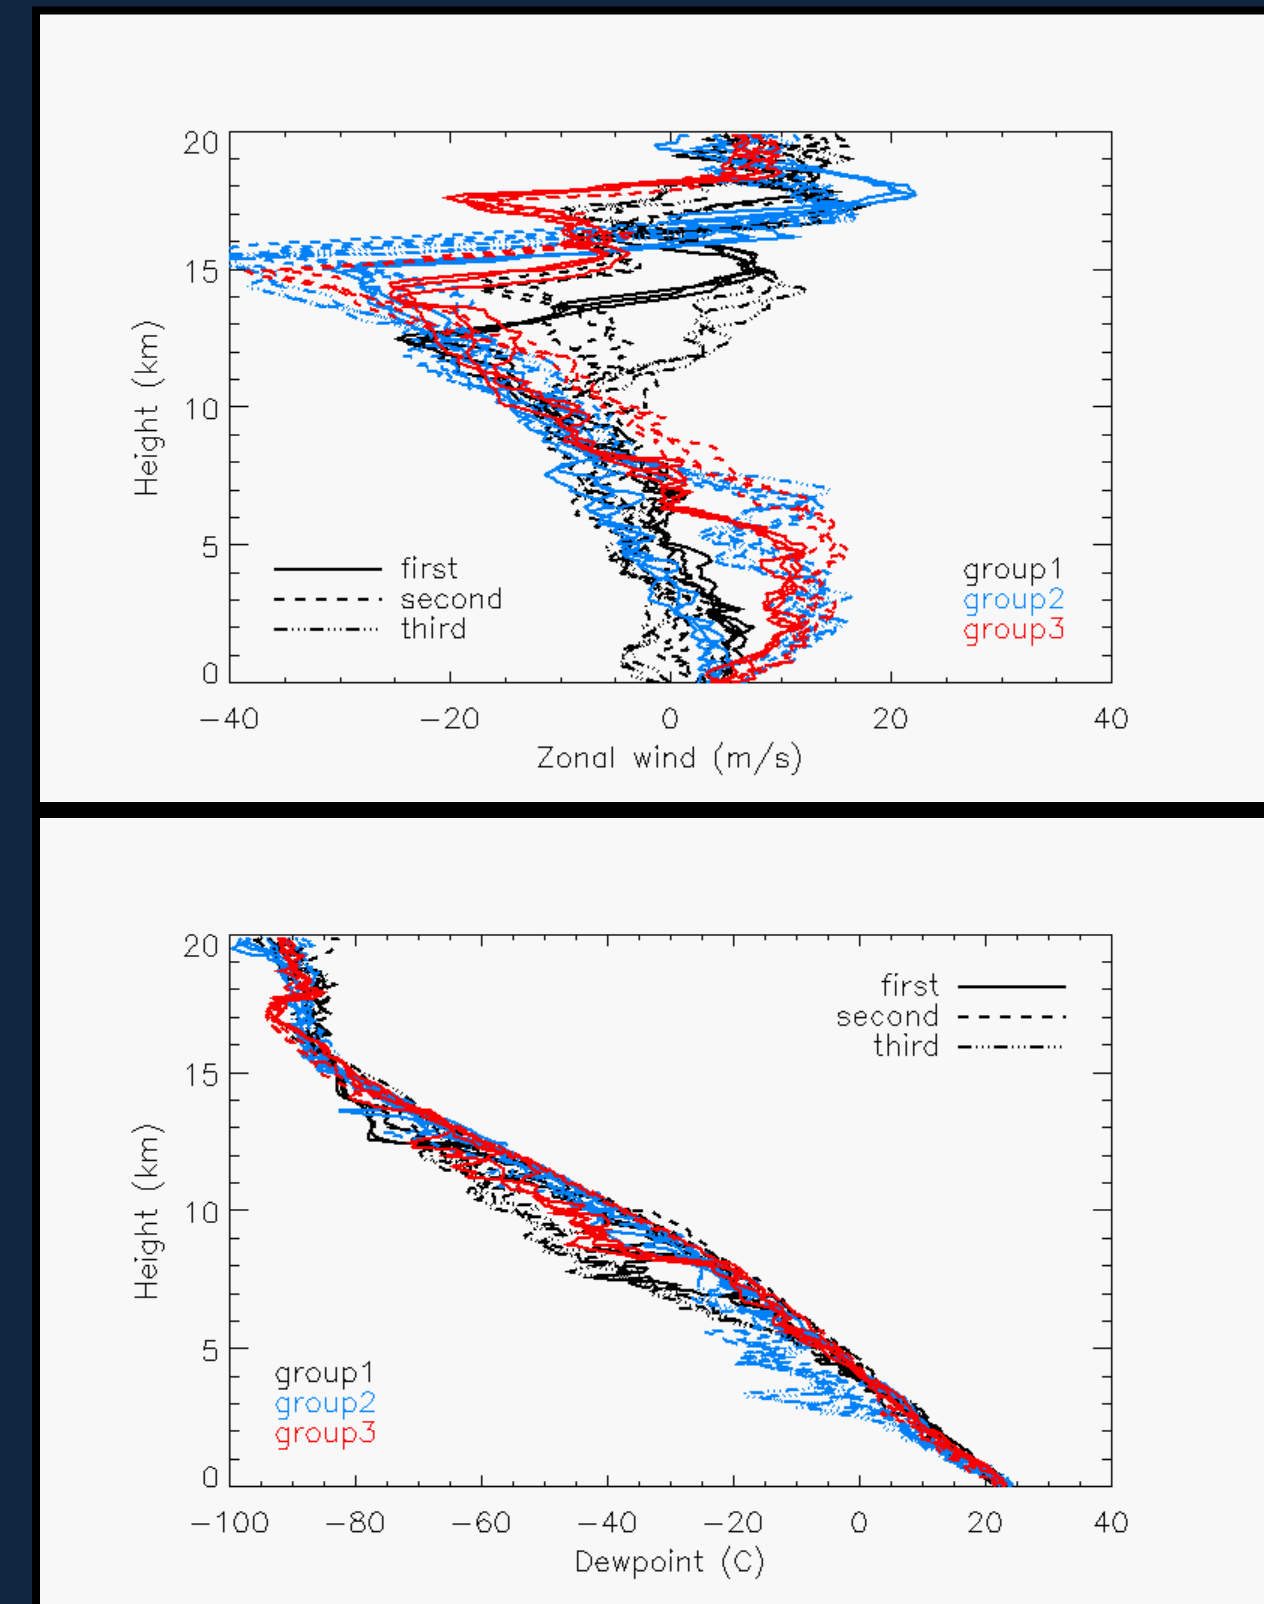 20
15
10
5
0
Height (km)
first
second
third
group1
group2
group3
−40 −20 0 20 40
Zonal wind (m/s)
20
15
10
5
0
Height (km)
first
second
third
group1
group2
group3
−100 −80 −60 −40 −20 0 20 40
Dewpoint (C)